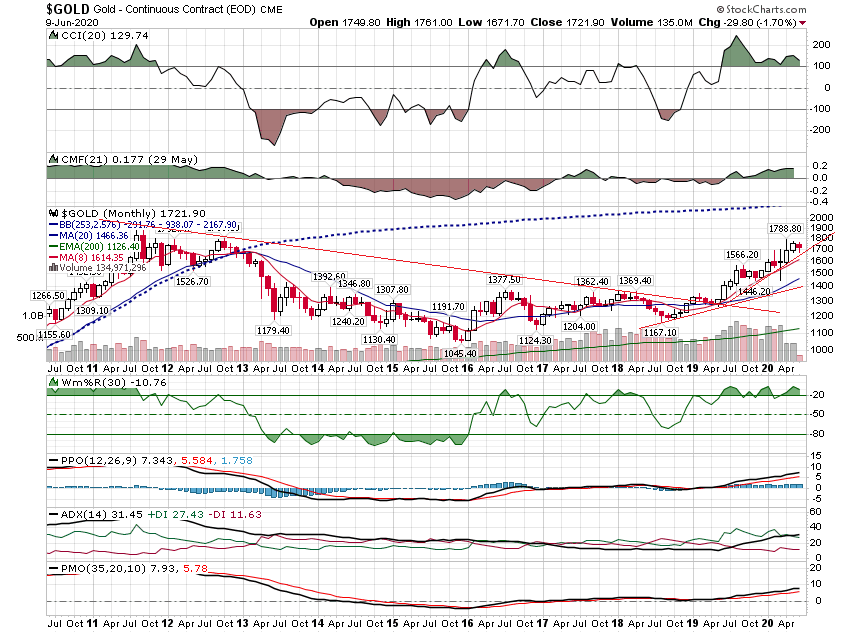 $GOLD Gold - Continuous Contract (EOD) CME
© StockCharts.com
9-Jun-2020
Open 1749.80 High 1761.00 Low 1671.70 Close 1721.90 Volume 135.0M Chg -29.80 (-1.70%)
CCI(20) 129.74
200
100
0
-100
-200
CMF(21) 0.177 (29 May)
0.2
0.0
-0.2
-0.4
$GOLD (Monthly) 1721.90
BB(253,2.576) -291.76 - 938.07 - 2167.90
MA(20) 1466.36
EMA(200) 1126.40
MA(8) 1614.35
Volume 134,971,296
2000
1900
1800
1700
1600
1500
1400
1300
1200
1100
1000
1.0B
1266.50
1155.60
1309.10
1526.70
1179.40
1392.60
1240.20
1346.80
1130.40
1307.80
1191.70
1045.40
1377.50
1124.30
1204.00
1362.40
1369.40
1167.10
1566.20
1446.20
1788.80
Jul Oct 11 Apr Jul Oct 12 Apr Jul Oct 13 Apr Jul Oct 14 Apr Jul Oct 15 Apr Jul Oct 16 Apr Jul Oct 17 Apr Jul Oct 18 Apr Jul Oct 19 Apr Jul Oct 20 Apr
Wm%R(30) -10.76
-20
-50
-80
PPO(12,26,9) 7.343, 5.584, 1.758
15
10
5
0
-5
ADX(14) 31.45 +DI 27.43 -DI 11.63
60
40
20
0
PMO(35,20,10) 7.93, 5.78
20
10
0
Jul Oct 11 Apr Jul Oct 12 Apr Jul Oct 13 Apr Jul Oct 14 Apr Jul Oct 15 Apr Jul Oct 16 Apr Jul Oct 17 Apr Jul Oct 18 Apr Jul Oct 19 Apr Jul Oct 20 Apr